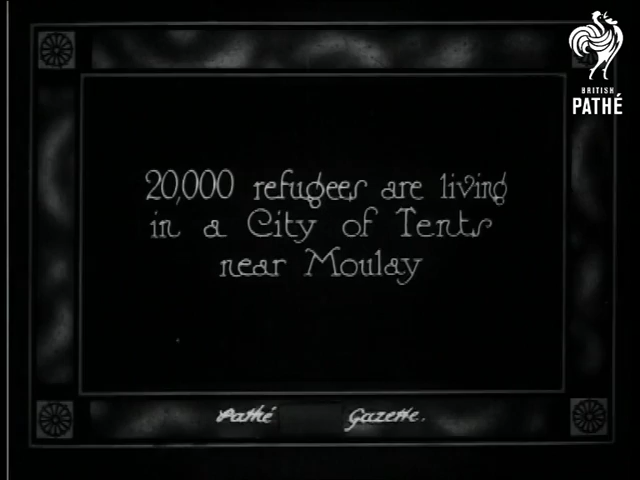 BRITISH
PATHÉ
20,000 refugees are living
in a City of Tents
near Moulay
Pathé Gazette.